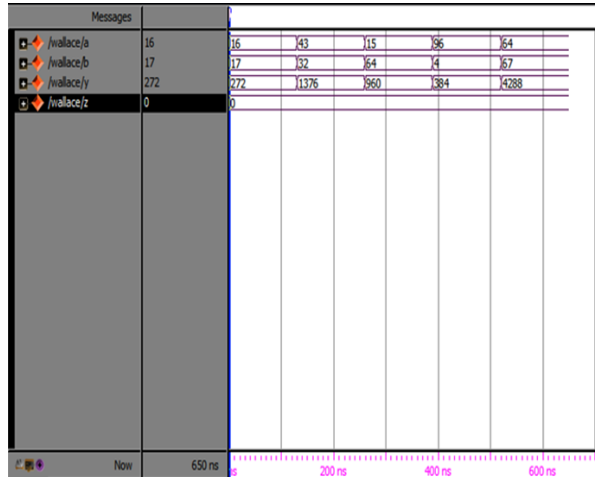 Messages
/wallace/a 16 16 43 15 96 64
/wallace/b 17 17 32 64 4 67
/wallace/y 272 272 1376 960 384 4288
/wallace/z 0 0
Now 650 ns ns 200 ns 400 ns 600 ns